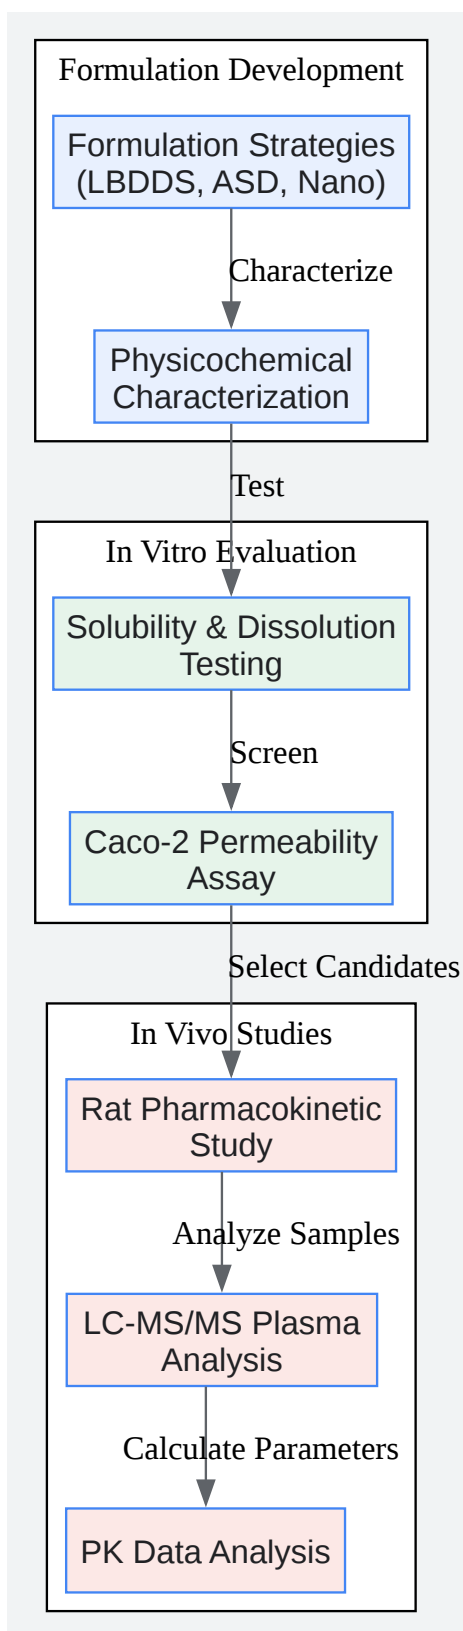 Formulation Development
Formulation Strategies
(LBDDS, ASD, Nano)
Characterize
Physicochemical
Characterization
Test
In Vitro Evaluation
Solubility & Dissolution
Testing
Screen
Caco-2 Permeability
Assay
Select Candidates
In Vivo Studies
Rat Pharmacokinetic
Study
Analyze Samples
LC-MS/MS Plasma
Analysis
Calculate Parameters
PK Data Analysis